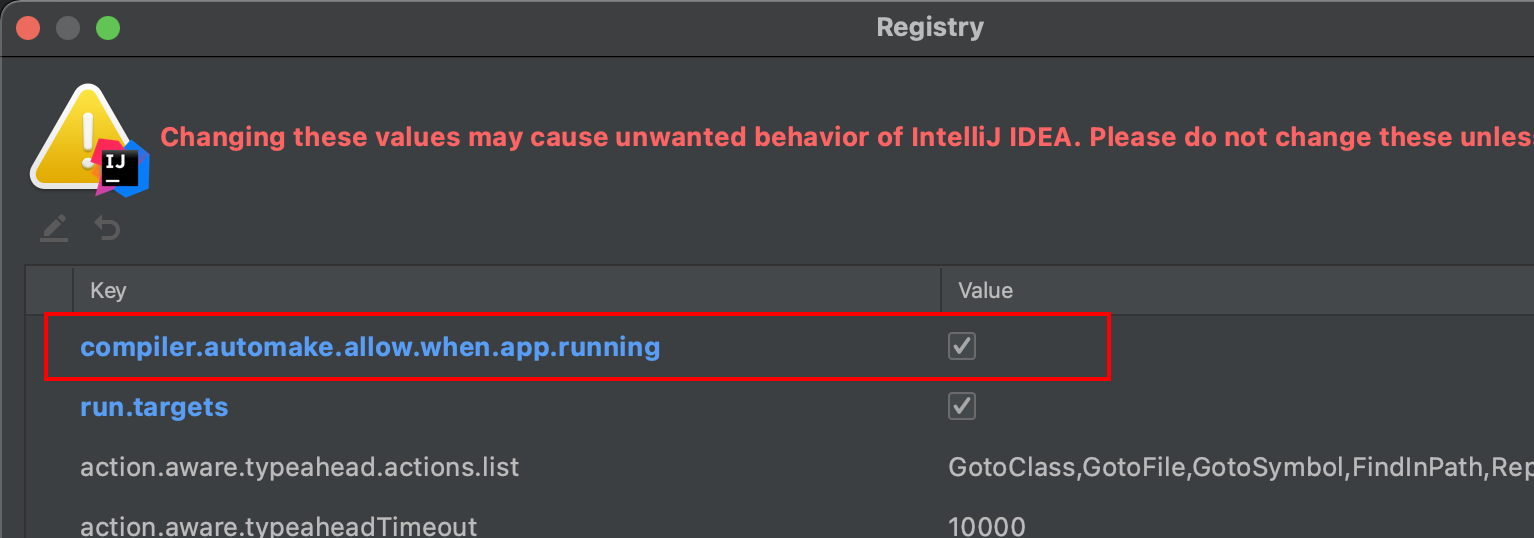 Registry
Changing these values may cause unwanted behavior of IntelliJ IDEA. Please do not change these unless
IJ
Key Value
compiler.automake.allow.when.app.running
run.targets
action.aware.typeahead.actions.list GotoClass,GotoFile,GotoSymbol,FindInPath,Rep
action.aware.typeaheadTimeout 10000